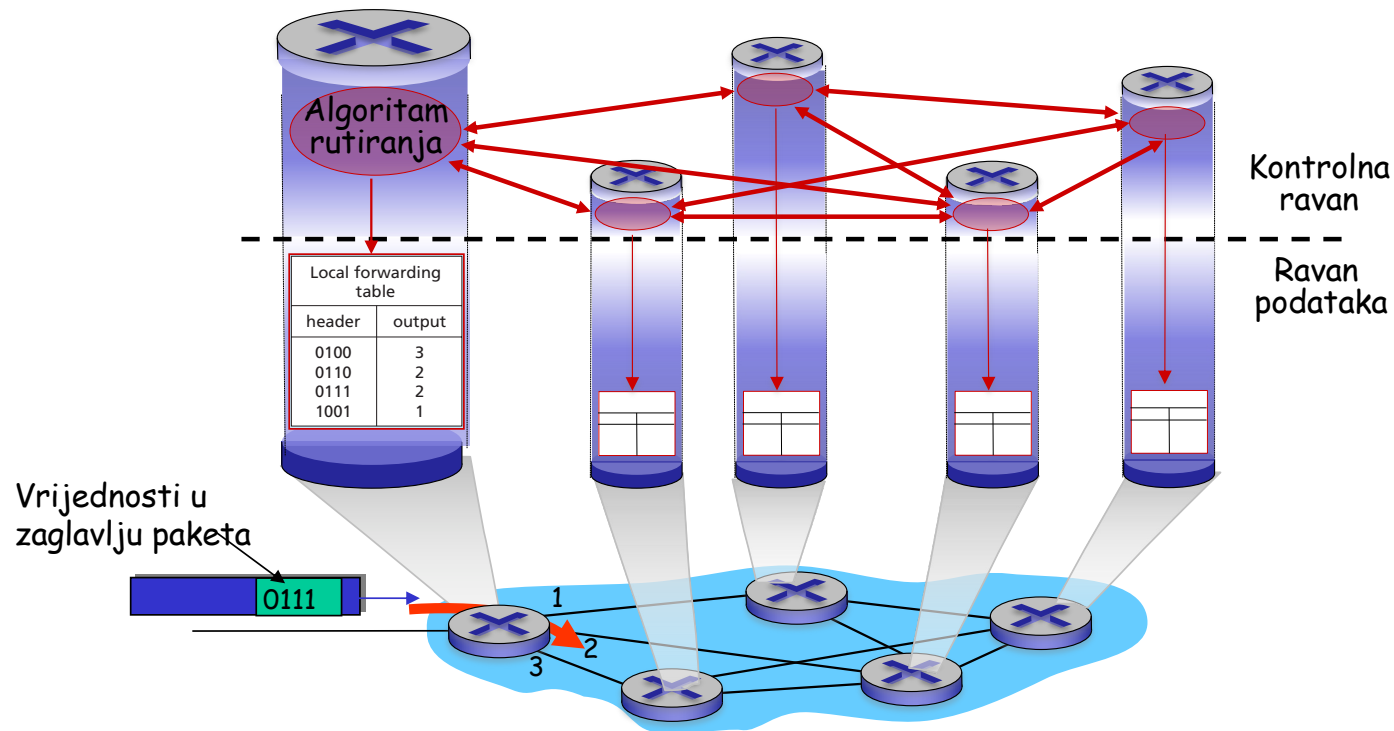 Algoritam
rutiranja
Kontrolna
ravan
Ravan
podataka
Local forwarding
table
header output
0100 3
0110 2
0111 2
1001 1
Vrijednosti u
zaglavlju paketa
0111
1
2
3